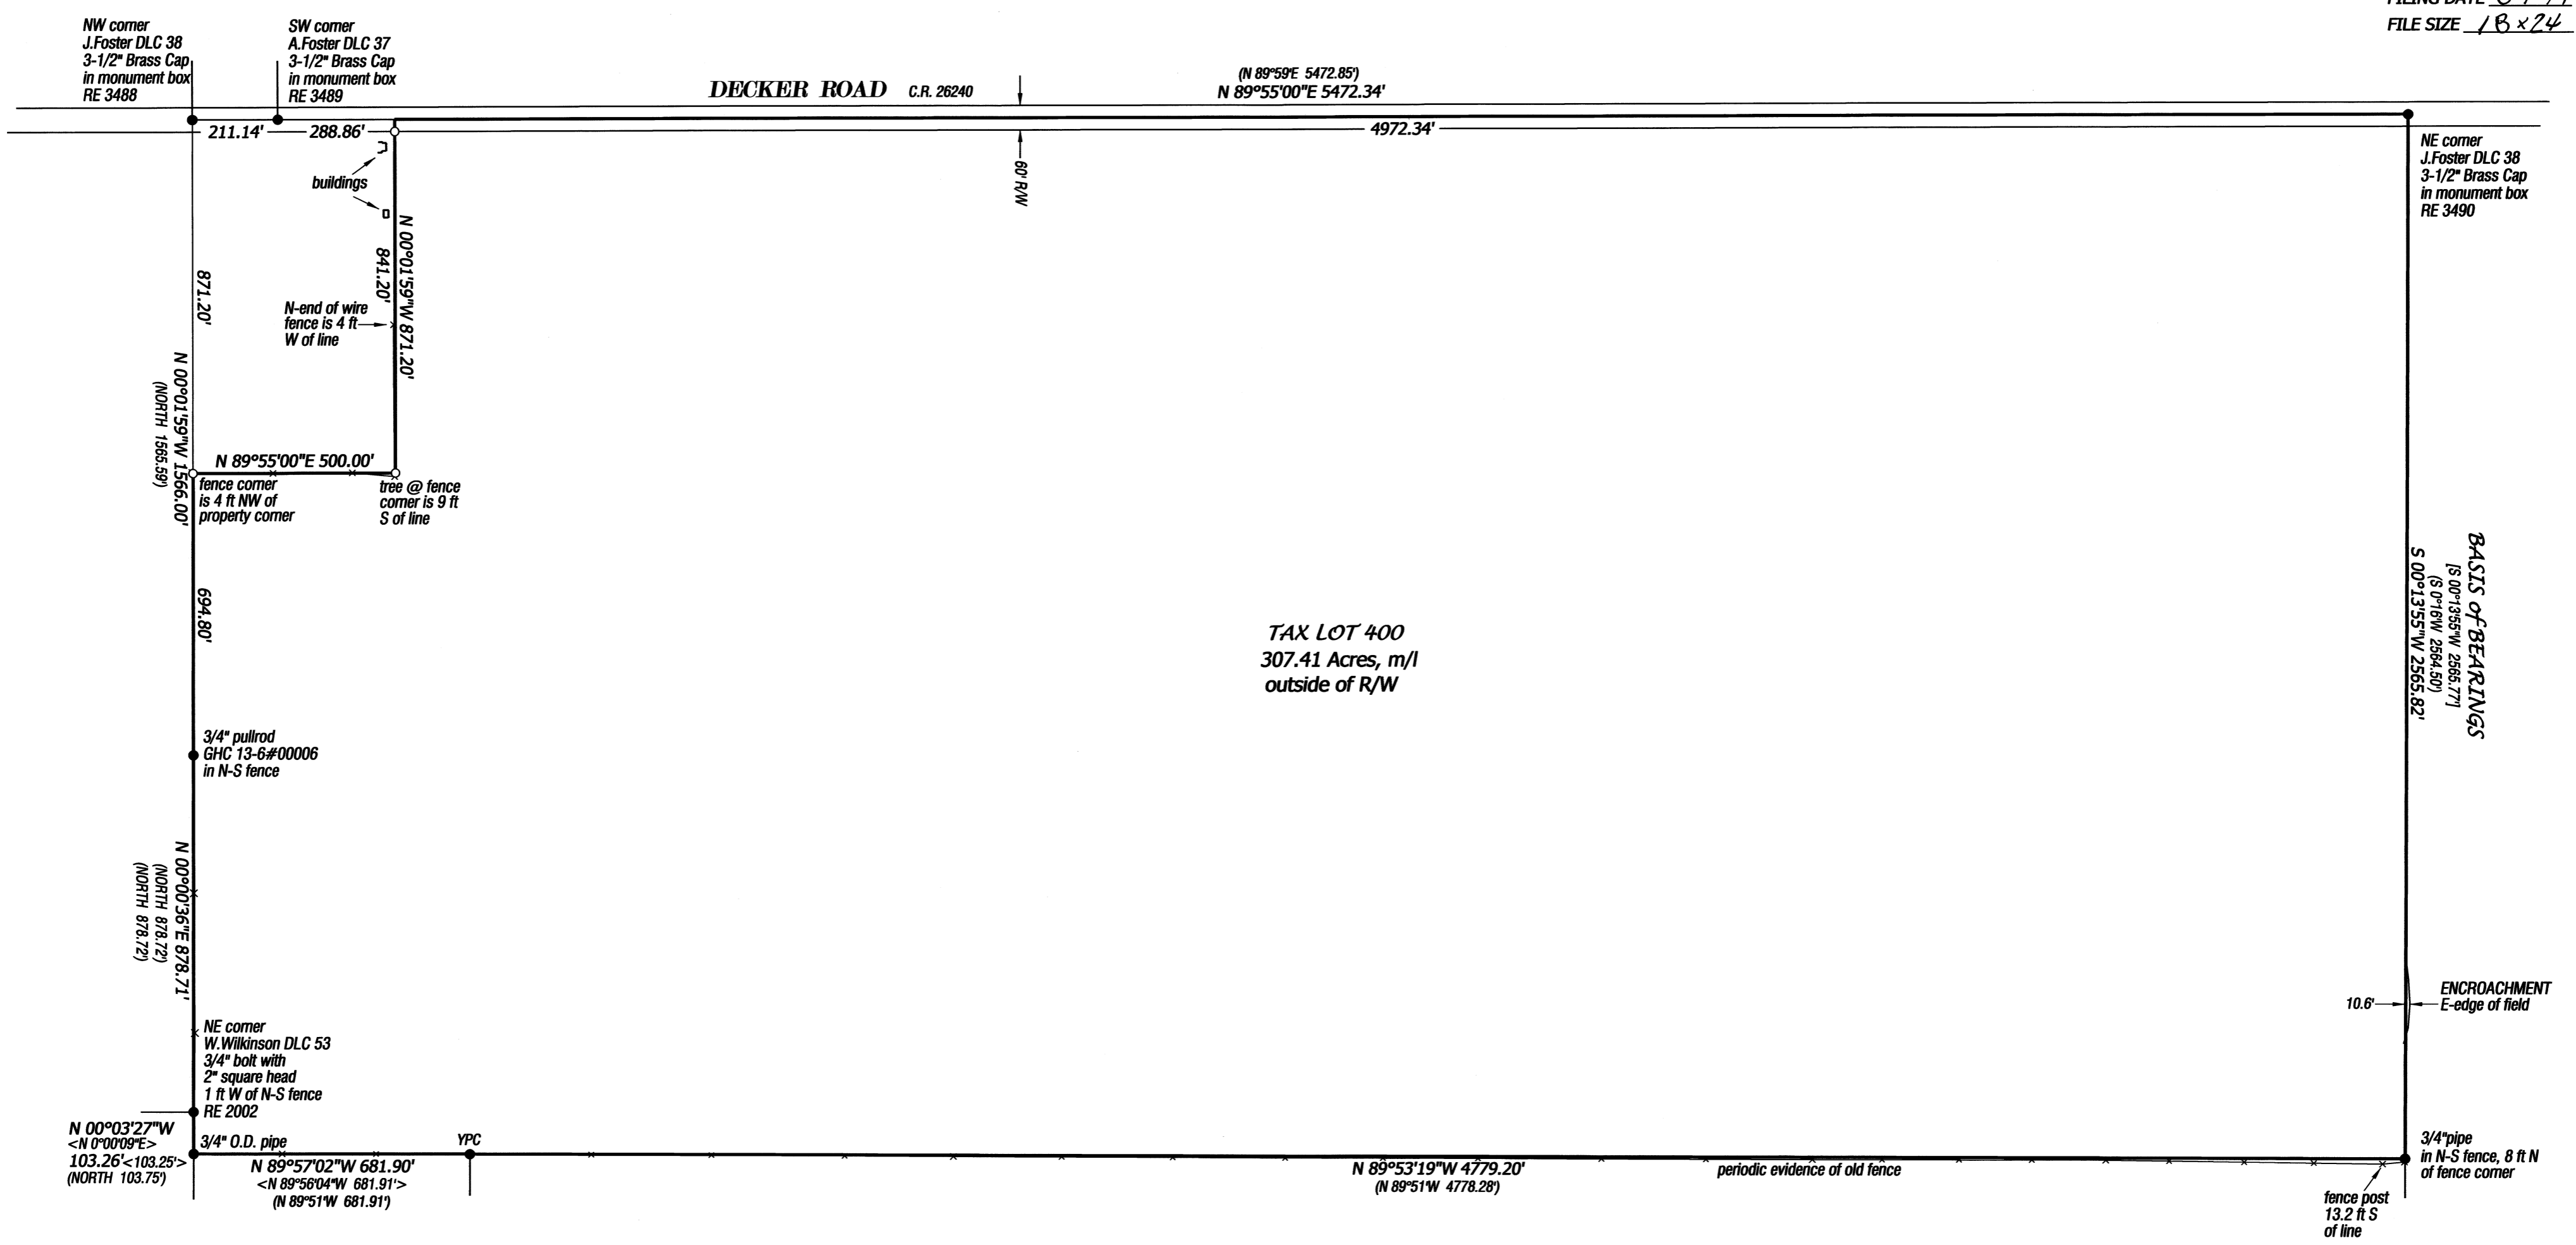 FILE SIZE 18x24
NW corner
J.Foster DLC 38
3-1/2" Brass Cap
in monument box
RE 3488
SW corner
A.Foster DLC 37
3-1/2" Brass Cap
in monument box
RE 3489
DECKER ROAD C.R. 26240
(N 89°59'E 5472.85')
N 89°55'00"E 5472.34'
211.14'
288.86'
4972.34'
60' R/W
NE corner
J.Foster DLC 38
3-1/2" Brass Cap
in monument box
RE 3490
buildings
871.20'
841.20'
N 00°01'59"W 871.20'
N-end of wire
fence is 4 ft
W of line
N 00°01'59"W 1566.00'
(NORTH 1565.59')
N 89°55'00"E 500.00'
fence corner
is 4 ft NW of
property corner
tree @ fence
corner is 9 ft
S of line
694.80'
TAX LOT 400
307.41 Acres, m/l
outside of R/W
BASIS of BEARINGS
[S 00°13'55"W 2565.77']
(S 0°16'W 2564.50')
S 00°13'55"W 2565.82'
3/4" pullrod
GHC 13-6#00006
in N-S fence
N 00°00'36"E 878.71'
(NORTH 878.72')
(NORTH 878.72')
10.6'
ENCROACHMENT
E-edge of field
NE corner
W.Wilkinson DLC 53
3/4" bolt with
2" square head
1 ft W of N-S fence
RE 2002
N 00°03'27"W
<N 0°00'09"E>
103.26'<103.25'>
(NORTH 103.75')
3/4" O.D. pipe
YPC
N 89°57'02"W 681.90'
<N 89°56'04"W 681.91'>
(N 89°51'W 681.91')
N 89°53'19"W 4779.20'
(N 89°51'W 4778.28')
periodic evidence of old fence
3/4"pipe
in N-S fence, 8 ft N
of fence corner
fence post
13.2 ft S
of line